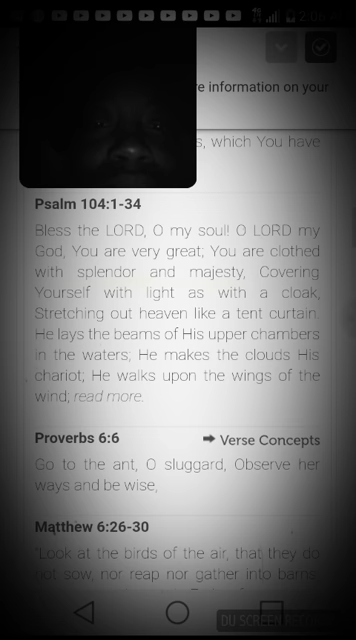 2:06
e information on your
s, which You have
Psalm 104:1-34
Bless the LORD, O my soul! O LORD my
God, You are very great; You are clothed
with splendor and majesty, Covering
Yourself with light as with a cloak,
Stretching out heaven like a tent curtain.
He lays the beams of His upper chambers
in the waters; He makes the clouds His
chariot; He walks upon the wings of the
wind; read more.
Proverbs 6:6
➡ Verse Concepts
Go to the ant, O sluggard, Observe her
ways and be wise,
Matthew 6:26-30
"Look at the birds of the air, that they do
not sow, nor reap nor gather into barns,
DU SCREEN REC